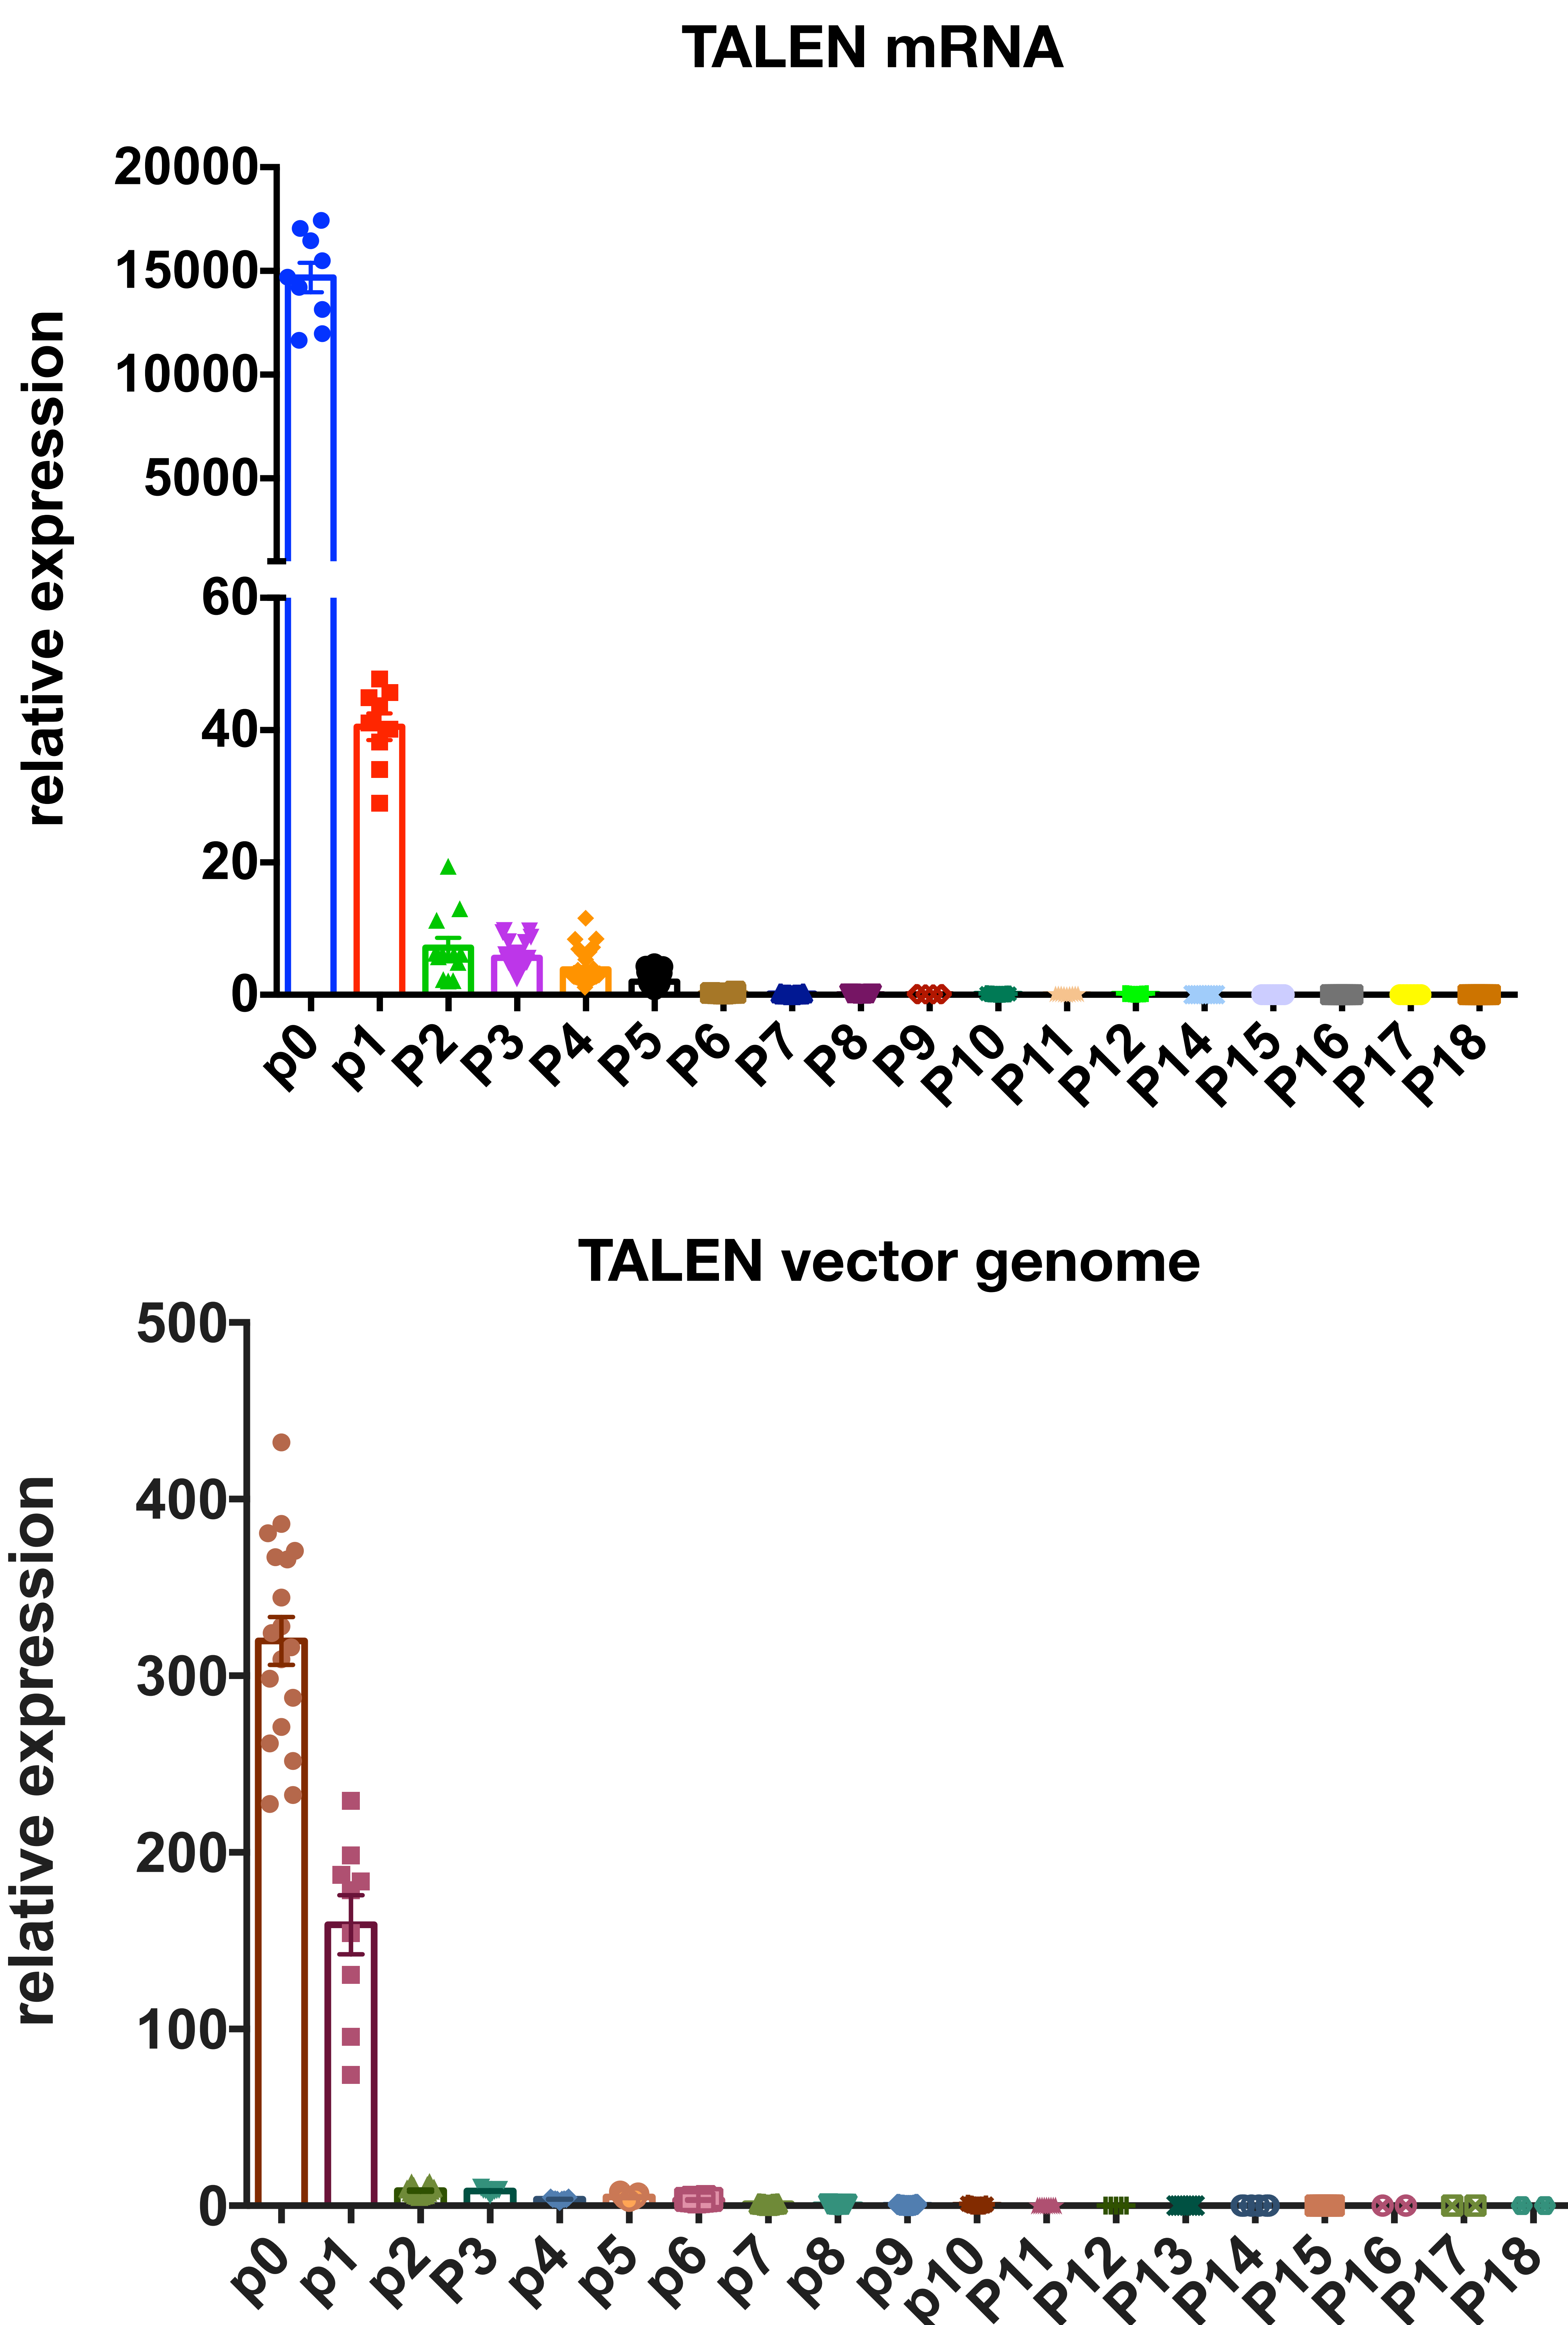 TALEN mRNA
relative expression
20000
15000
10000
5000
60
40
20
0
p0 p1 P2 P3 P4 P5 P6 P7 P8 P9 P10 P11 P12 P14 P15 P16 P17 P18
TALEN vector genome
relative expression
500
400
300
200
100
0
p0 p1 p2 P3 p4 p5 p6 p7 p8 p9 p10 P11 P12 P13 P14 P15 P16 P17 P18